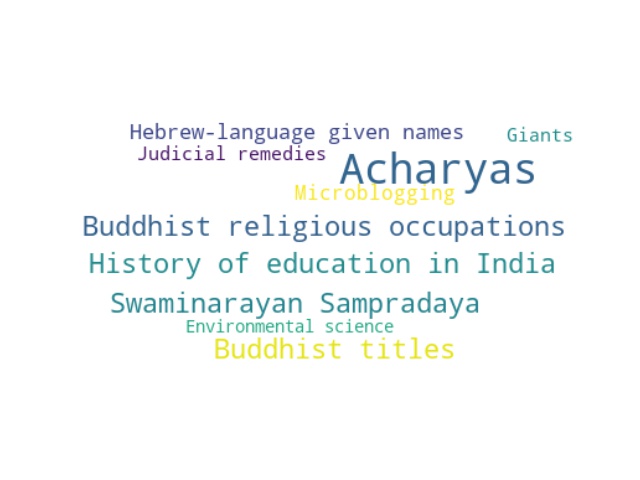 Hebrew-language given names
Giants
Judicial remedies
Acharyas
Microblogging
Buddhist religious occupations
History of education in India
Swaminarayan Sampradaya
Environmental science
Buddhist titles